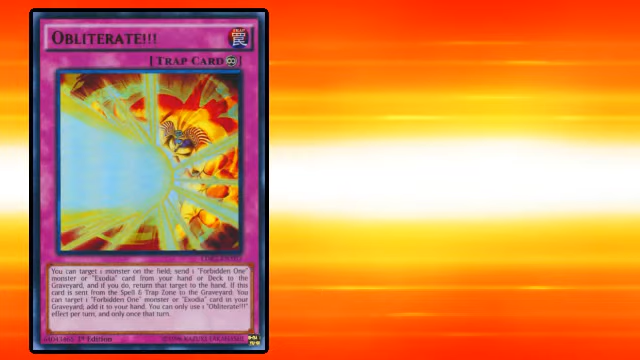 OBLITERATE!!!
[TRAP CARD]
You can target 1 monster on the field; send 1 "Forbidden One"
monster or "Exodia" card from your hand or Deck to the
Graveyard, and if you do, return that target to the hand. If this
card is sent from the Spell & Trap Zone to the Graveyard: You
can target 1 "Forbidden One" monster or "Exodia" card in your
Graveyard; add it to your hand. You can only use 1 "Obliterate!!!"
effect per turn, and only once that turn.
1st Edition
©1996 KAZUKI TAKAHASHI